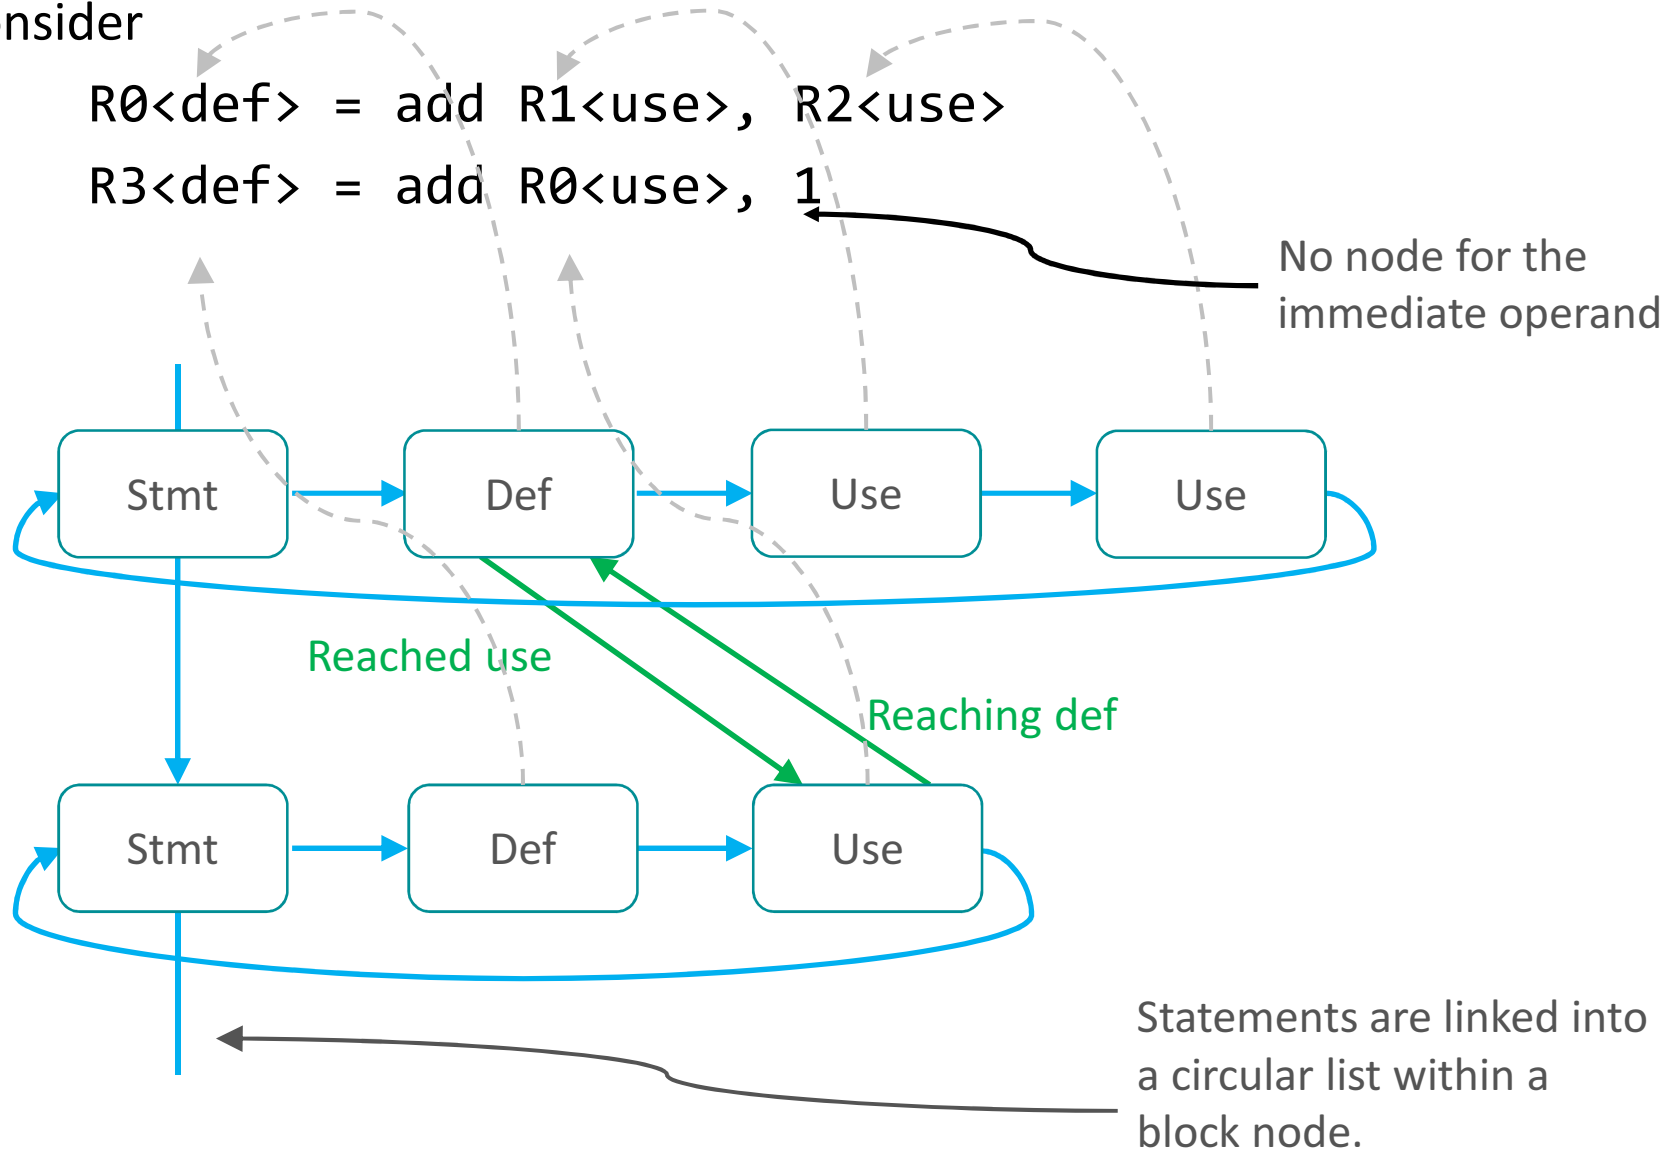 onsider
R0<def> = add R1<use>, R2<use>
R3<def> = add R0<use>, 1
No node for the
immediate operand
Stmt
Def
Use
Use
Reached use
Reaching def
Stmt
Def
Use
Statements are linked into
a circular list within a
block node.